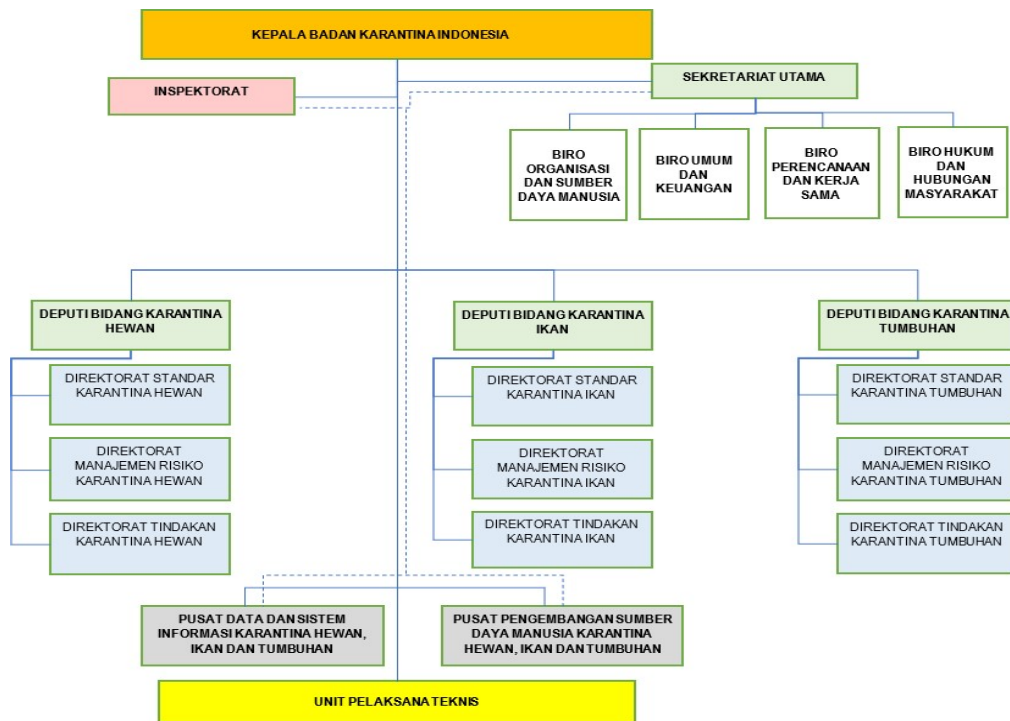 KEPALA BADAN KARANTINA INDONESIA
INSPEKTORAT
SEKRETARIAT UTAMA
BIRO
ORGANISASI
DAN SUMBER
DAYA MANUSIA
BIRO UMUM
DAN
KEUANGAN
BIRO
PERENCANAAN
DAN KERJA
SAMA
BIRO HUKUM
DAN
HUBUNGAN
MASYARAKAT
DEPUTI BIDANG KARANTINA
HEWAN
DIREKTORAT STANDAR
KARANTINA HEWAN
DIREKTORAT
MANAJEMEN RISIKO
KARANTINA HEWAN
DIREKTORAT TINDAKAN
KARANTINA HEWAN
DEPUTI BIDANG KARANTINA
IKAN
DIREKTORAT STANDAR
KARANTINA IKAN
DIREKTORAT
MANAJEMEN RISIKO
KARANTINA IKAN
DIREKTORAT TINDAKAN
KARANTINA IKAN
DEPUTI BIDANG KARANTINA
TUMBUHAN
DIREKTORAT STANDAR
KARANTINA TUMBUHAN
DIREKTORAT
MANAJEMEN RISIKO
KARANTINA TUMBUHAN
DIREKTORAT TINDAKAN
KARANTINA TUMBUHAN
PUSAT DATA DAN SISTEM
INFORMASI KARANTINA HEWAN,
IKAN DAN TUMBUHAN
PUSAT PENGEMBANGAN SUMBER
DAYA MANUSIA KARANTINA
HEWAN, IKAN DAN TUMBUHAN
UNIT PELAKSANA TEKNIS